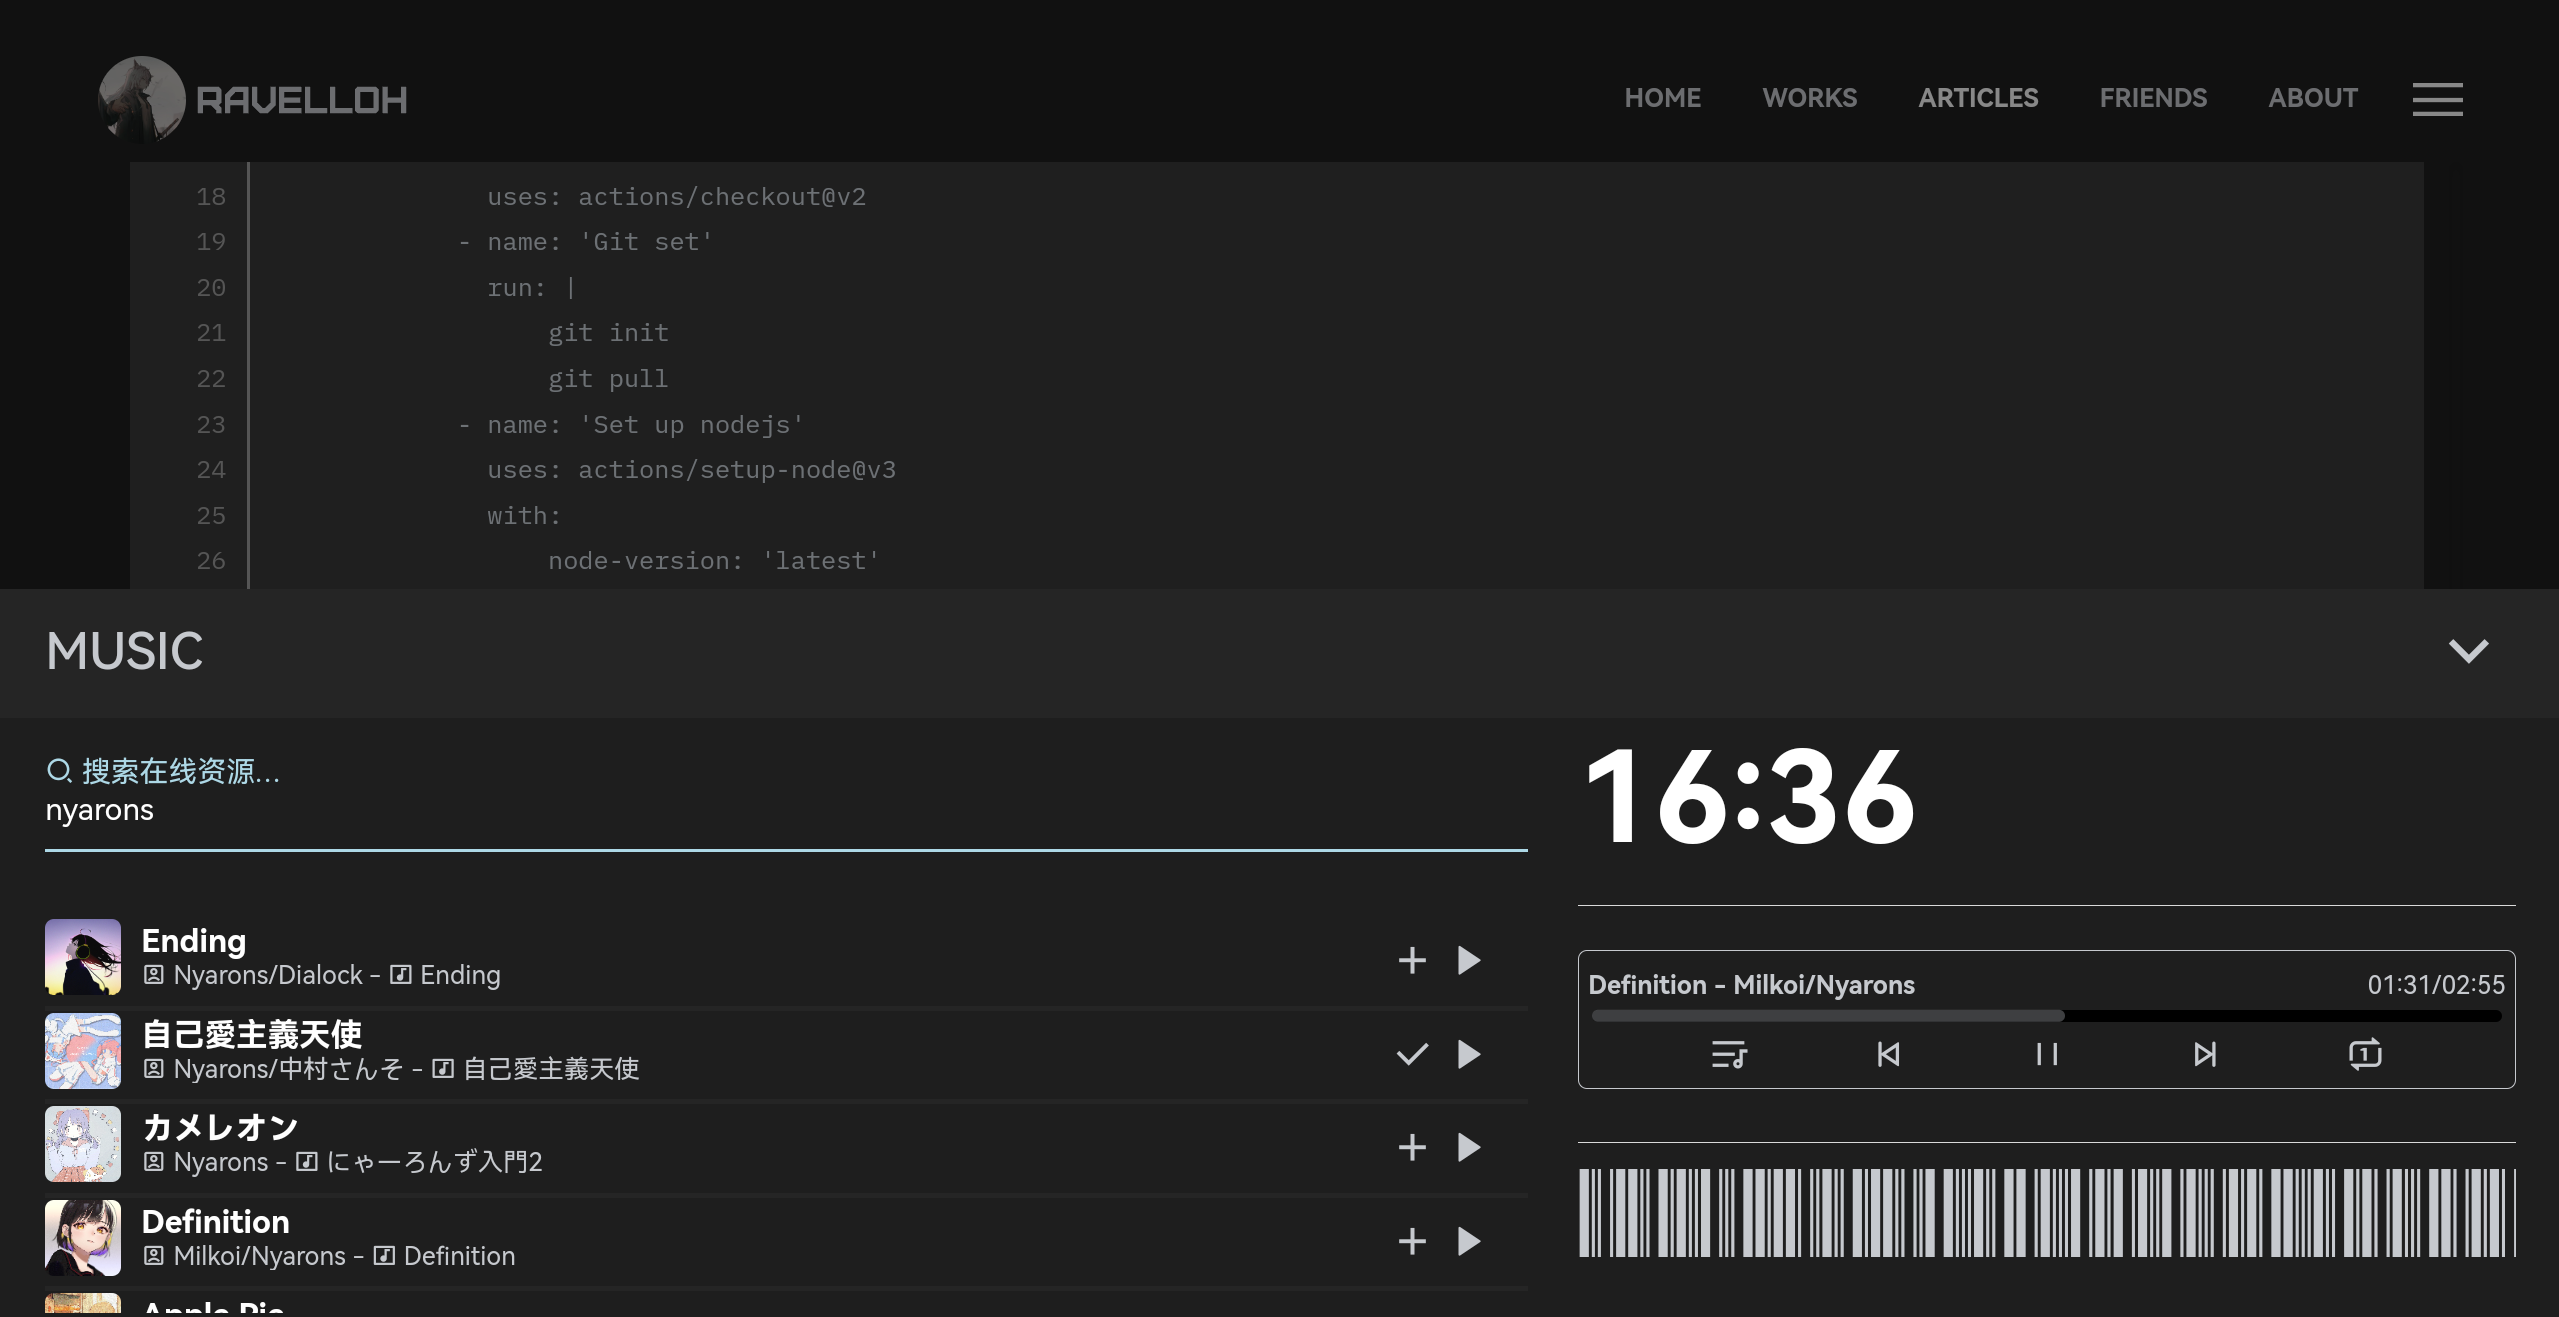 RAVELLOH
HOME WORKS ARTICLES FRIENDS ABOUT
18 uses: actions/checkout@v2
19 - name: 'Git set'
20 run: |
21 git init
22 git pull
23 - name: 'Set up nodejs'
24 uses: actions/setup-node@v3
25 with:
26 node-version: 'latest'
MUSIC
搜索在线资源...
nyarons
Ending
Nyarons/Dialock - Ending
自己愛主義天使
Nyarons/中村さんそ - 自己愛主義天使
カメレオン
Nyarons - にゃーろんず入門2
Definition
Milkoi/Nyarons - Definition
Apple Pie
16:36
Definition - Milkoi/Nyarons 01:31/02:55
1